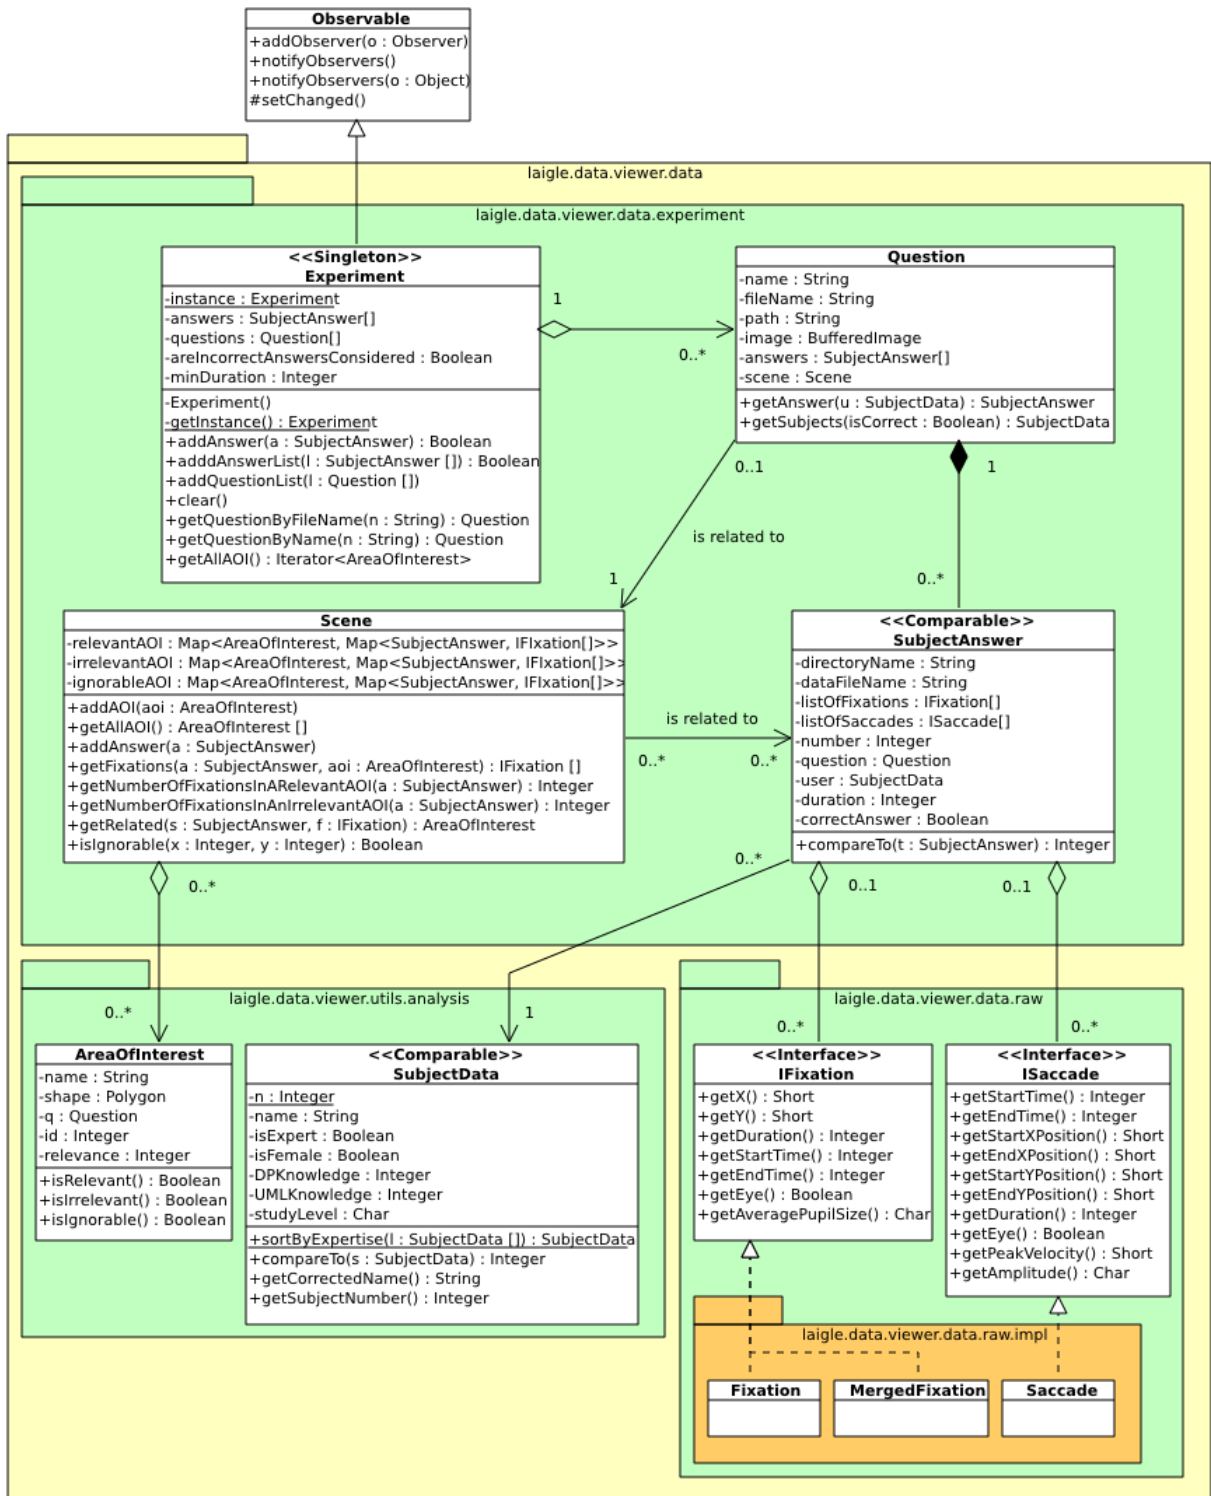 Observable
+addObserver(o : Observer)
+notifyObservers()
+notifyObservers(o : Object)
#setChanged()
laigle.data.viewer.data
laigle.data.viewer.data.experiment
<<Singleton>>
Experiment
-instance : Experiment
-answers : SubjectAnswer[]
-questions : Question[]
-areIncorrectAnswersConsidered : Boolean
-minDuration : Integer
-Experiment()
-getInstance() : Experiment
+addAnswer(a : SubjectAnswer) : Boolean
+adddAnswerList(l : SubjectAnswer []) : Boolean
+addQuestionList(l : Question [])
+clear()
+getQuestionByFileName(n : String) : Question
+getQuestionByName(n : String) : Question
+getAllAOI() : Iterator<AreaOfInterest>
1
0..*
Question
-name : String
-fileName : String
-path : String
-image : BufferedImage
-answers : SubjectAnswer[]
-scene : Scene
+getAnswer(u : SubjectData) : SubjectAnswer
+getSubjects(isCorrect : Boolean) : SubjectData
0..1
1
is related to
1
0..*
Scene
-relevantAOI : Map<AreaOfInterest, Map<SubjectAnswer, IFIxation[]>>
-irrelevantAOI : Map<AreaOfInterest, Map<SubjectAnswer, IFIxation[]>>
-ignorableAOI : Map<AreaOfInterest, Map<SubjectAnswer, IFIxation[]>>
+addAOI(aoi : AreaOfInterest)
+getAllAOI() : AreaOfInterest []
+addAnswer(a : SubjectAnswer)
+getFixations(a : SubjectAnswer, aoi : AreaOfInterest) : IFixation []
+getNumberOfFixationsInARelevantAOI(a : SubjectAnswer) : Integer
+getNumberOfFixationsInAnIrrelevantAOI(a : SubjectAnswer) : Integer
+getRelated(s : SubjectAnswer, f : IFixation) : AreaOfInterest
+isIgnorable(x : Integer, y : Integer) : Boolean
is related to
0..*
0..*
<<Comparable>>
SubjectAnswer
-directoryName : String
-dataFileName : String
-listOfFixations : IFixation[]
-listOfSaccades : ISaccade[]
-number : Integer
-question : Question
-user : SubjectData
-duration : Integer
-correctAnswer : Boolean
+compareTo(t : SubjectAnswer) : Integer
0..*
0..*
0..1
0..1
laigle.data.viewer.utils.analysis
0..*
1
AreaOfInterest
-name : String
-shape : Polygon
-q : Question
-id : Integer
-relevance : Integer
+isRelevant() : Boolean
+isIrrelevant() : Boolean
+isIgnorable() : Boolean
<<Comparable>>
SubjectData
-n : Integer
-name : String
-isExpert : Boolean
-isFemale : Boolean
-DPKnowledge : Integer
-UMLKnowledge : Integer
-studyLevel : Char
+sortByExpertise(l : SubjectData []) : SubjectData
+compareTo(s : SubjectData) : Integer
+getCorrectedName() : String
+getSubjectNumber() : Integer
laigle.data.viewer.data.raw
0..*
0..*
<<Interface>>
IFixation
+getX() : Short
+getY() : Short
+getDuration() : Integer
+getStartTime() : Integer
+getEndTime() : Integer
+getEye() : Boolean
+getAveragePupilSize() : Char
<<Interface>>
ISaccade
+getStartTime() : Integer
+getEndTime() : Integer
+getStartXPosition() : Short
+getEndXPosition() : Short
+getStartYPosition() : Short
+getEndYPosition() : Short
+getDuration() : Integer
+getEye() : Boolean
+getPeakVelocity() : Short
+getAmplitude() : Char
laigle.data.viewer.data.raw.impl
Fixation
MergedFixation
Saccade